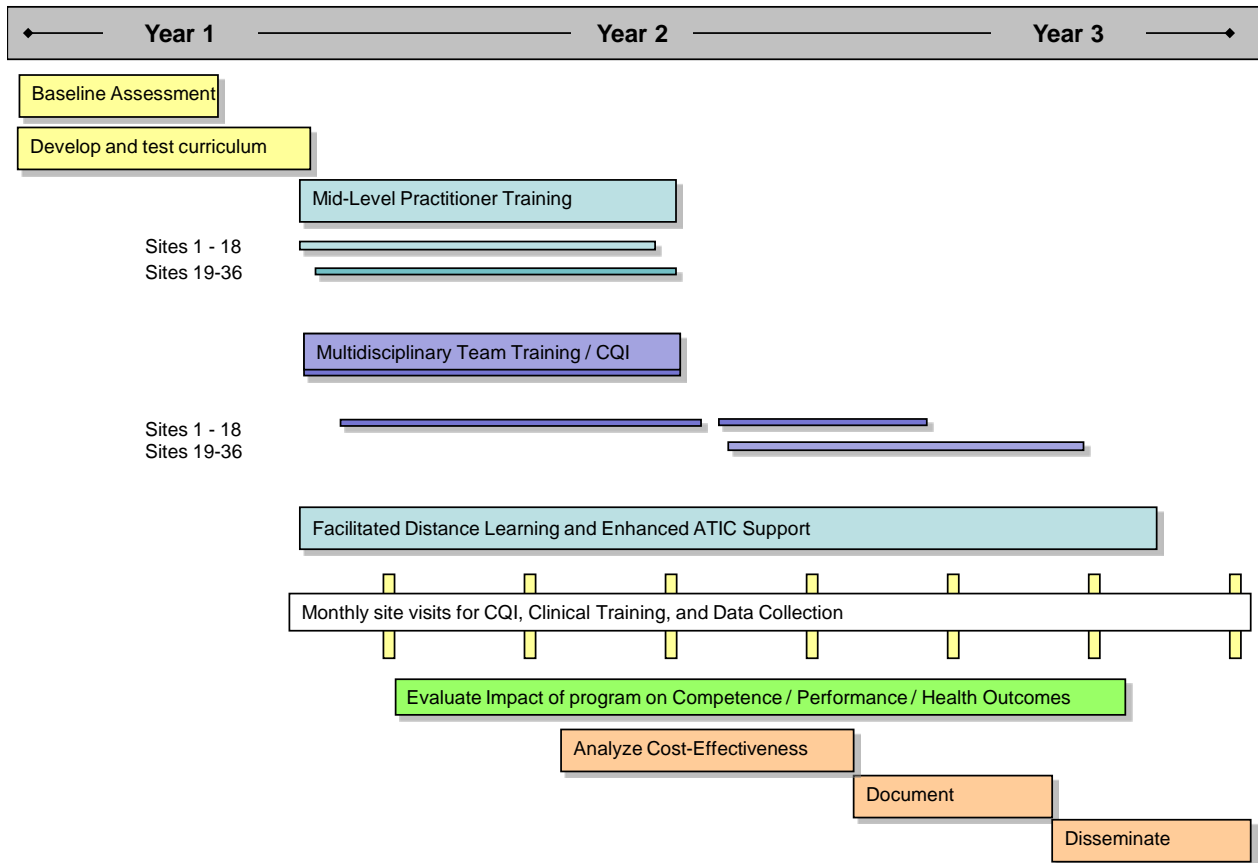 Year 1 Year 2 Year 3
Baseline Assessment
Develop and test curriculum
Mid-Level Practitioner Training
Sites 1 - 18
Sites 19-36
Multidisciplinary Team Training / CQI
Sites 1 - 18
Sites 19-36
Facilitated Distance Learning and Enhanced ATIC Support
Monthly site visits for CQI, Clinical Training, and Data Collection
Evaluate Impact of program on Competence / Performance / Health Outcomes
Analyze Cost-Effectiveness
Document
Disseminate